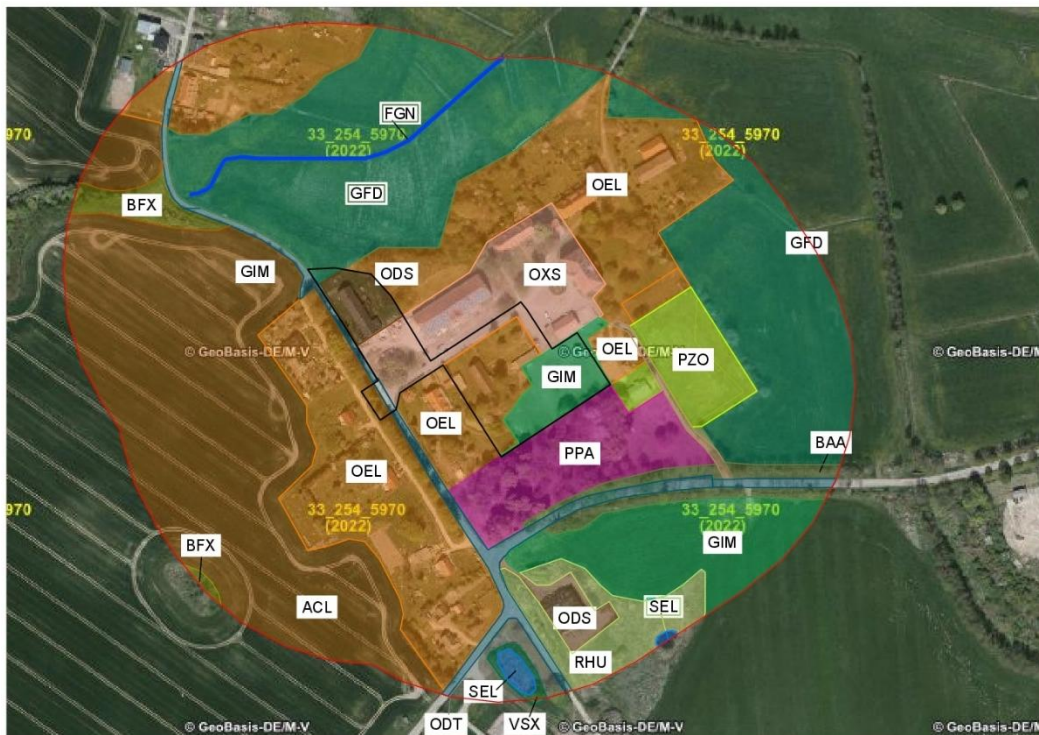 FGN
970
33_254_5970
(2022)
33_254_5970
(2022)
OEL
GFD
BFX
GFD
GIM
ODS
OXS
© GeoBasis-DE/M-V
© GeoBasis-DE/M-V
© GeoBasis-DE/M-V
OEL
PZO
GIM
OEL
PPA
BAA
OEL
970
33_254_5970
(2022)
33_254_5970
(2022)
GIM
BFX
ACL
ODS
SEL
RHU
SEL
ODT
VSX
© GeoBasis-DE/M-V
© GeoBasis-DE/M-V
© GeoBasis-DE/M-V